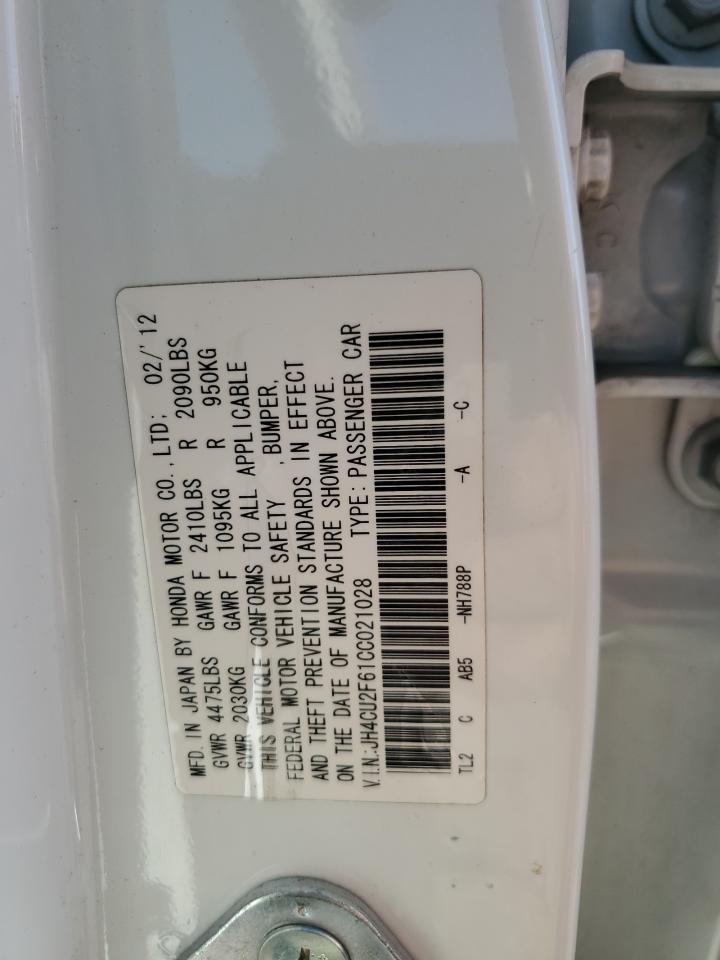 MFD. IN JAPAN BY HONDA MOTOR CO., LTD; 02/'12
GVWR 4475LBS GAWR F 2410LBS R 2090LBS
GVWR 2030KG GAWR F 1095KG R 950KG
THIS VEHICLE CONFORMS TO ALL APPLICABLE
FEDERAL MOTOR VEHICLE SAFETY , BUMPER,
AND THEFT PREVENTION STANDARDS IN EFFECT
ON THE DATE OF MANUFACTURE SHOWN ABOVE.
V.I.N:JH4CU2F61CC021028 TYPE: PASSENGER CAR
TL2 C AB5 -NH788P -A -C